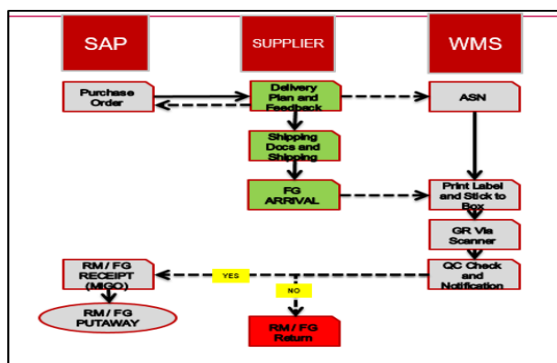 SAP
SUPPLIER
WMS
Purchase
Order
Delivery
Plan and
Feedback
ASN
Shipping
Docs and
Shipping
FG
ARRIVAL
Print Label
and Stick to
Box
GR Via
Scanner
RM / FG
RECEIPT
(MIGO)
YES
QC Check
and
Notification
NO
RM / FG
PUTAWAY
RM / FG
Return